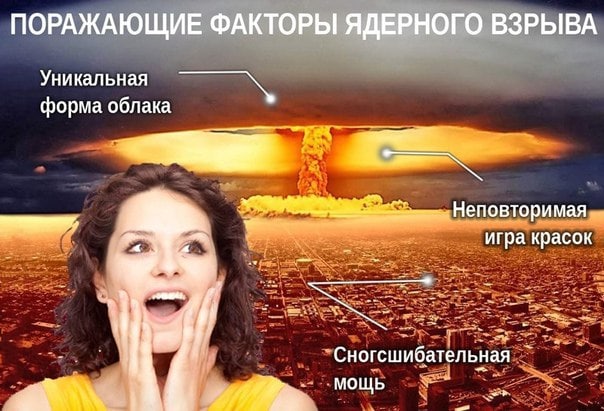 ПОРАЖАЮЩИЕ ФАКТОРЫ ЯДЕРНОГО ВЗРЫВА
Уникальная
форма облака
Неповторимая
игра красок
Сногсшибательная
мощь